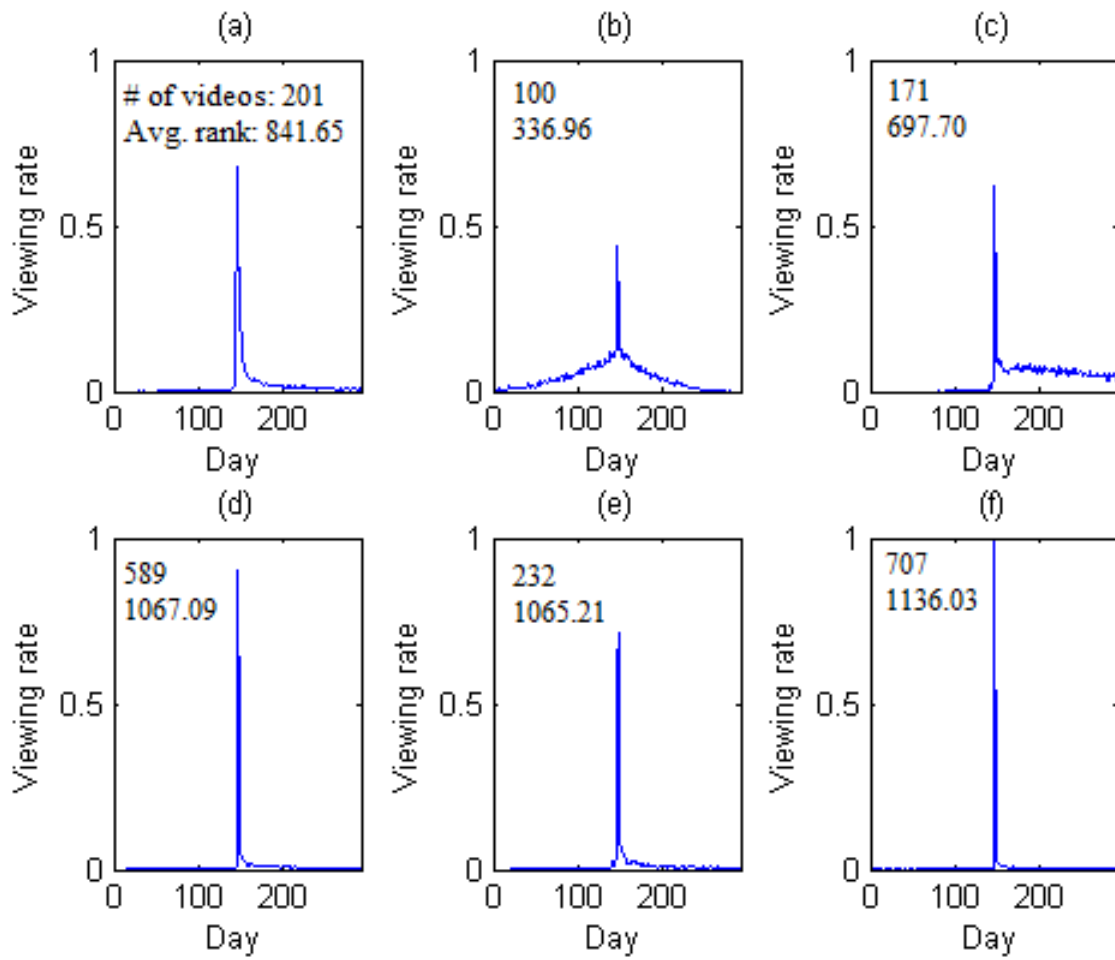 (a)
1
# of videos: 201
Avg. rank: 841.65
Viewing rate
0.5
0
0 100 200
Day
(b)
1
100
336.96
Viewing rate
0.5
0
0 100 200
Day
(c)
1
171
697.70
Viewing rate
0.5
0
0 100 200
Day
(d)
1
589
1067.09
Viewing rate
0.5
0
0 100 200
Day
(e)
1
232
1065.21
Viewing rate
0.5
0
0 100 200
Day
(f)
1
707
1136.03
Viewing rate
0.5
0
0 100 200
Day